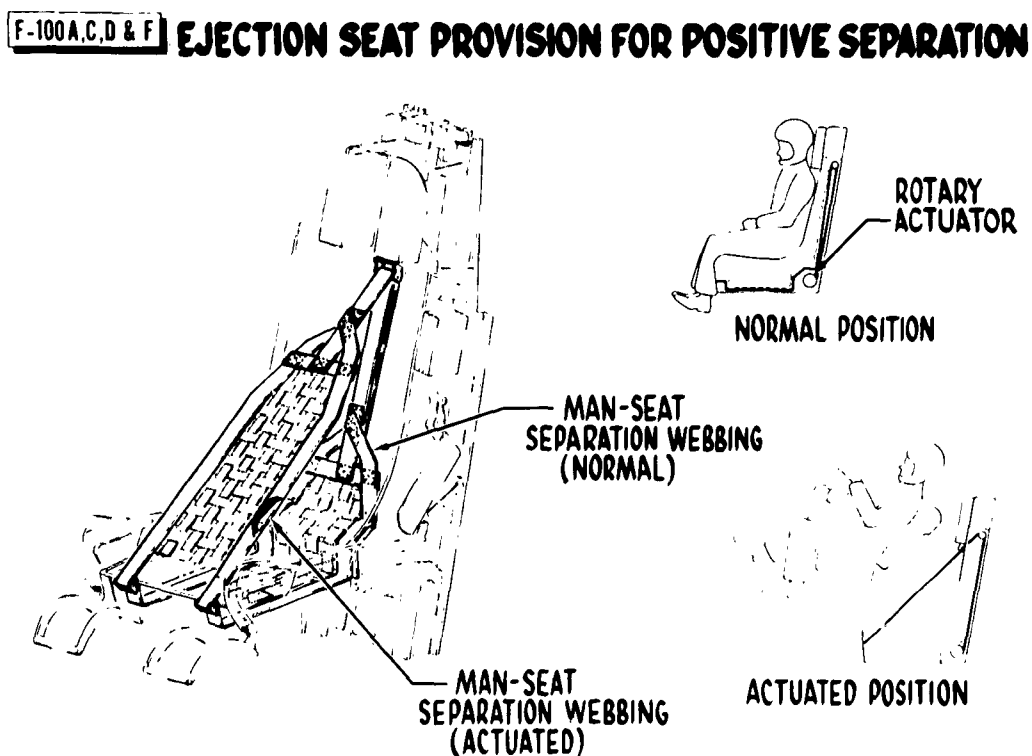 F-100A,C,D & F EJECTION SEAT PROVISION FOR POSITIVE SEPARATION
ROTARY
ACTUATOR
NORMAL POSITION
MAN-SEAT
SEPARATION WEBBING
(NORMAL)
MAN-SEAT
SEPARATION WEBBING
(ACTUATED)
ACTUATED POSITION